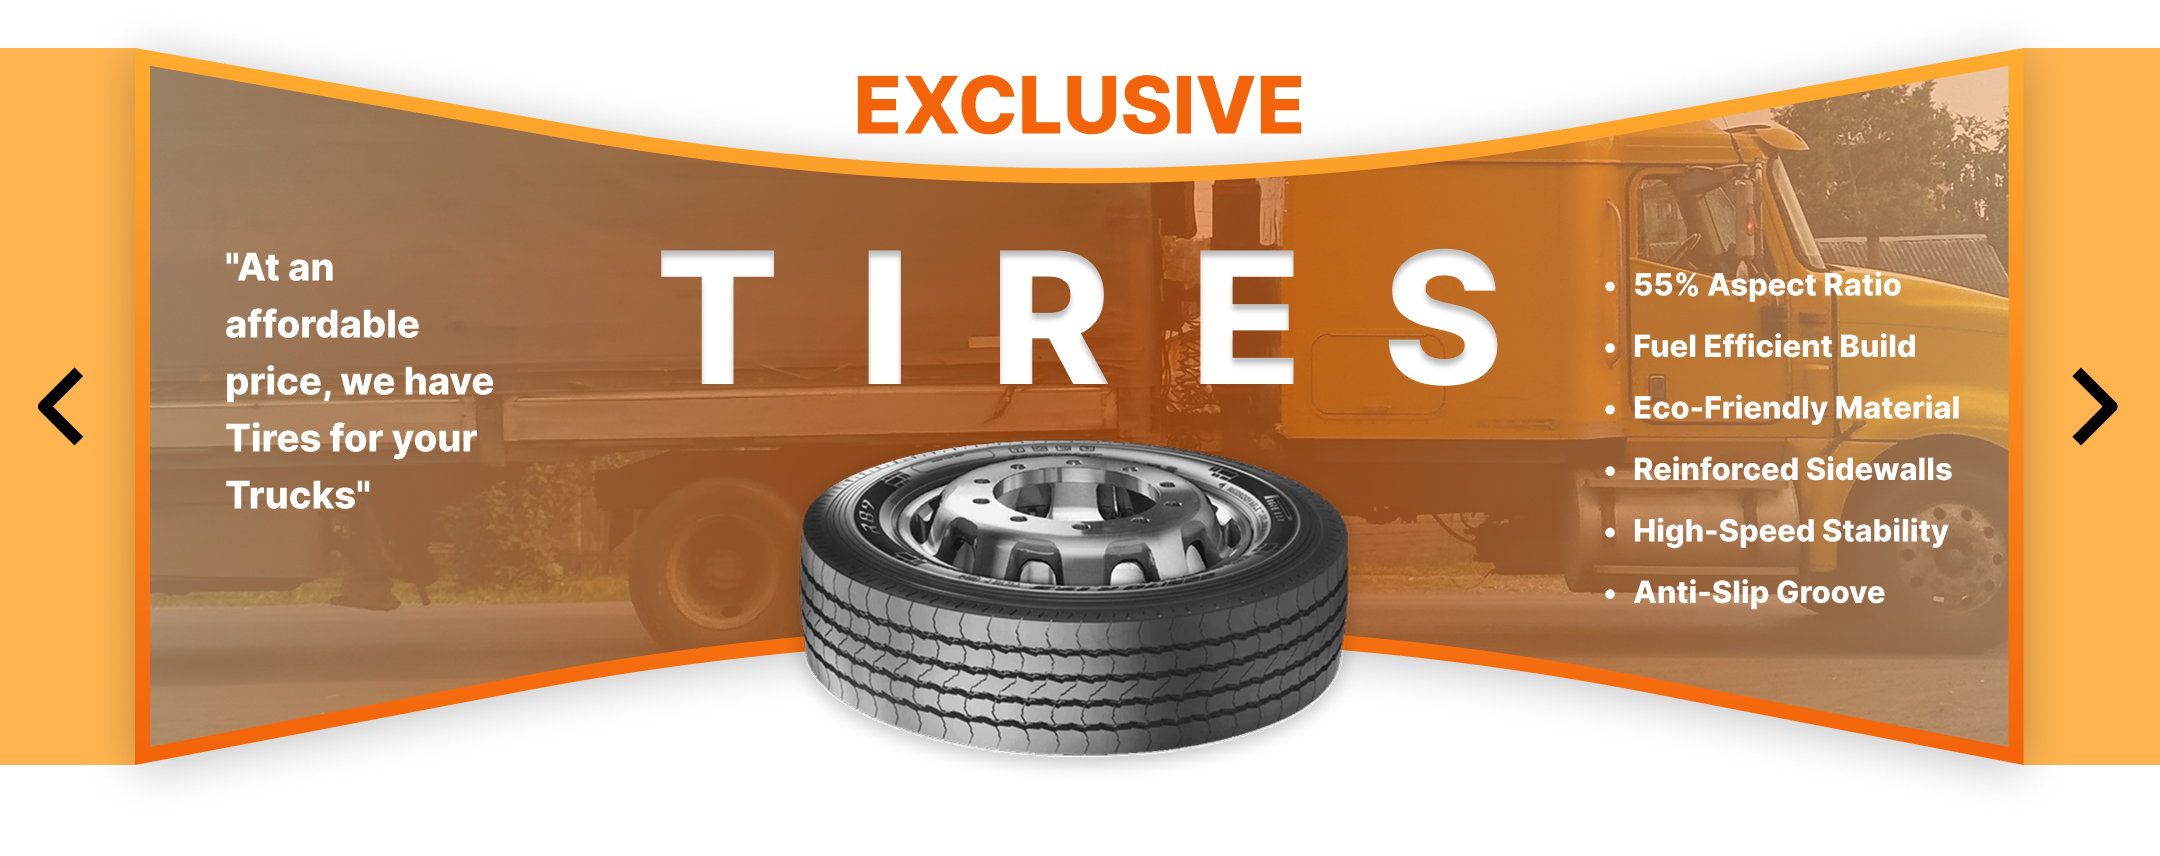 EXCLUSIVE
TIRES
"At an
affordable
price, we have
Tires for your
Trucks"
• 55% Aspect Ratio
• Fuel Efficient Build
• Eco-Friendly Material
• Reinforced Sidewalls
• High-Speed Stability
• Anti-Slip Groove